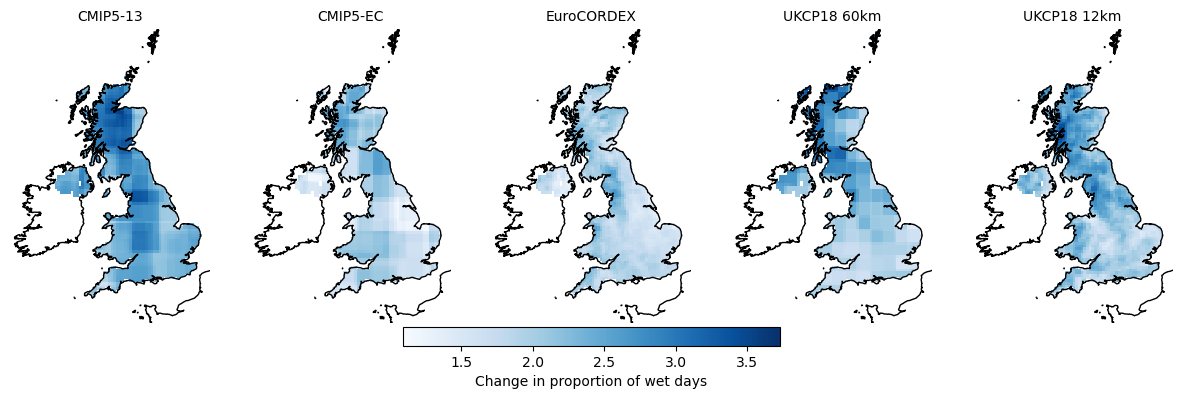 CMIP5-13 CMIP5-EC EuroCORDEX UKCP18 60km UKCP18 12km
1.5 2.0 2.5 3.0 3.5
Change in proportion of wet days